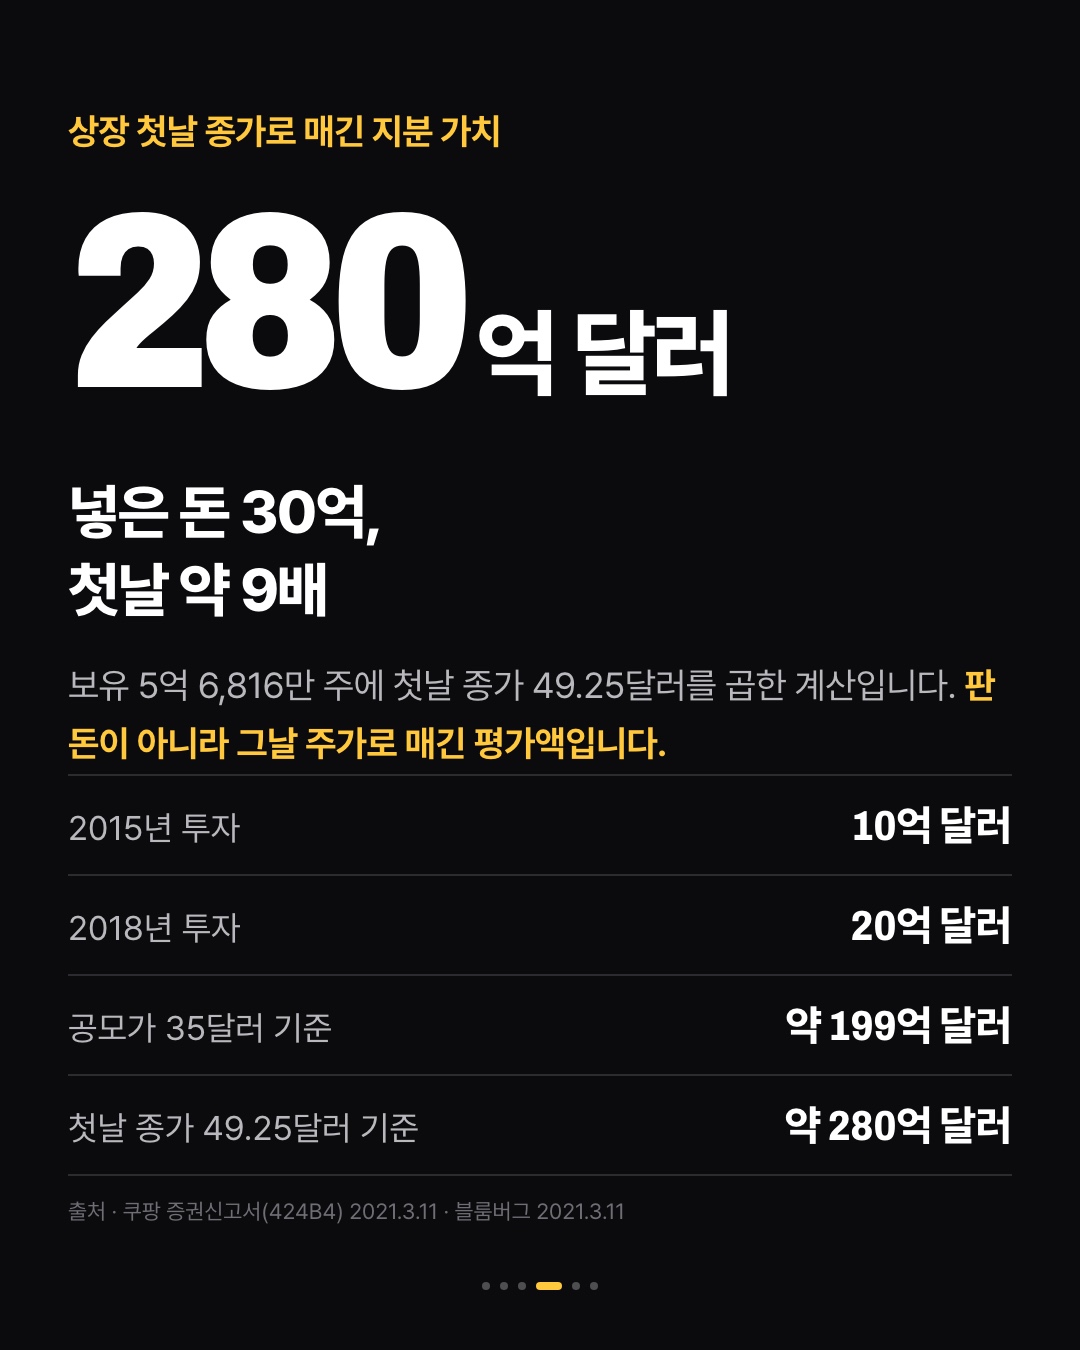 상장 첫날 종가로 매긴 지분 가치
280억 달러
넣은 돈 30억,
첫날 약 9배
보유 5억 6,816만 주에 첫날 종가 49.25달러를 곱한 계산입니다. 판
돈이 아니라 그날 주가로 매긴 평가액입니다.
2015년 투자 10억 달러
2018년 투자 20억 달러
공모가 35달러 기준 약 199억 달러
첫날 종가 49.25달러 기준 약 280억 달러
출처 · 쿠팡 증권신고서(424B4) 2021.3.11 · 블룸버그 2021.3.11